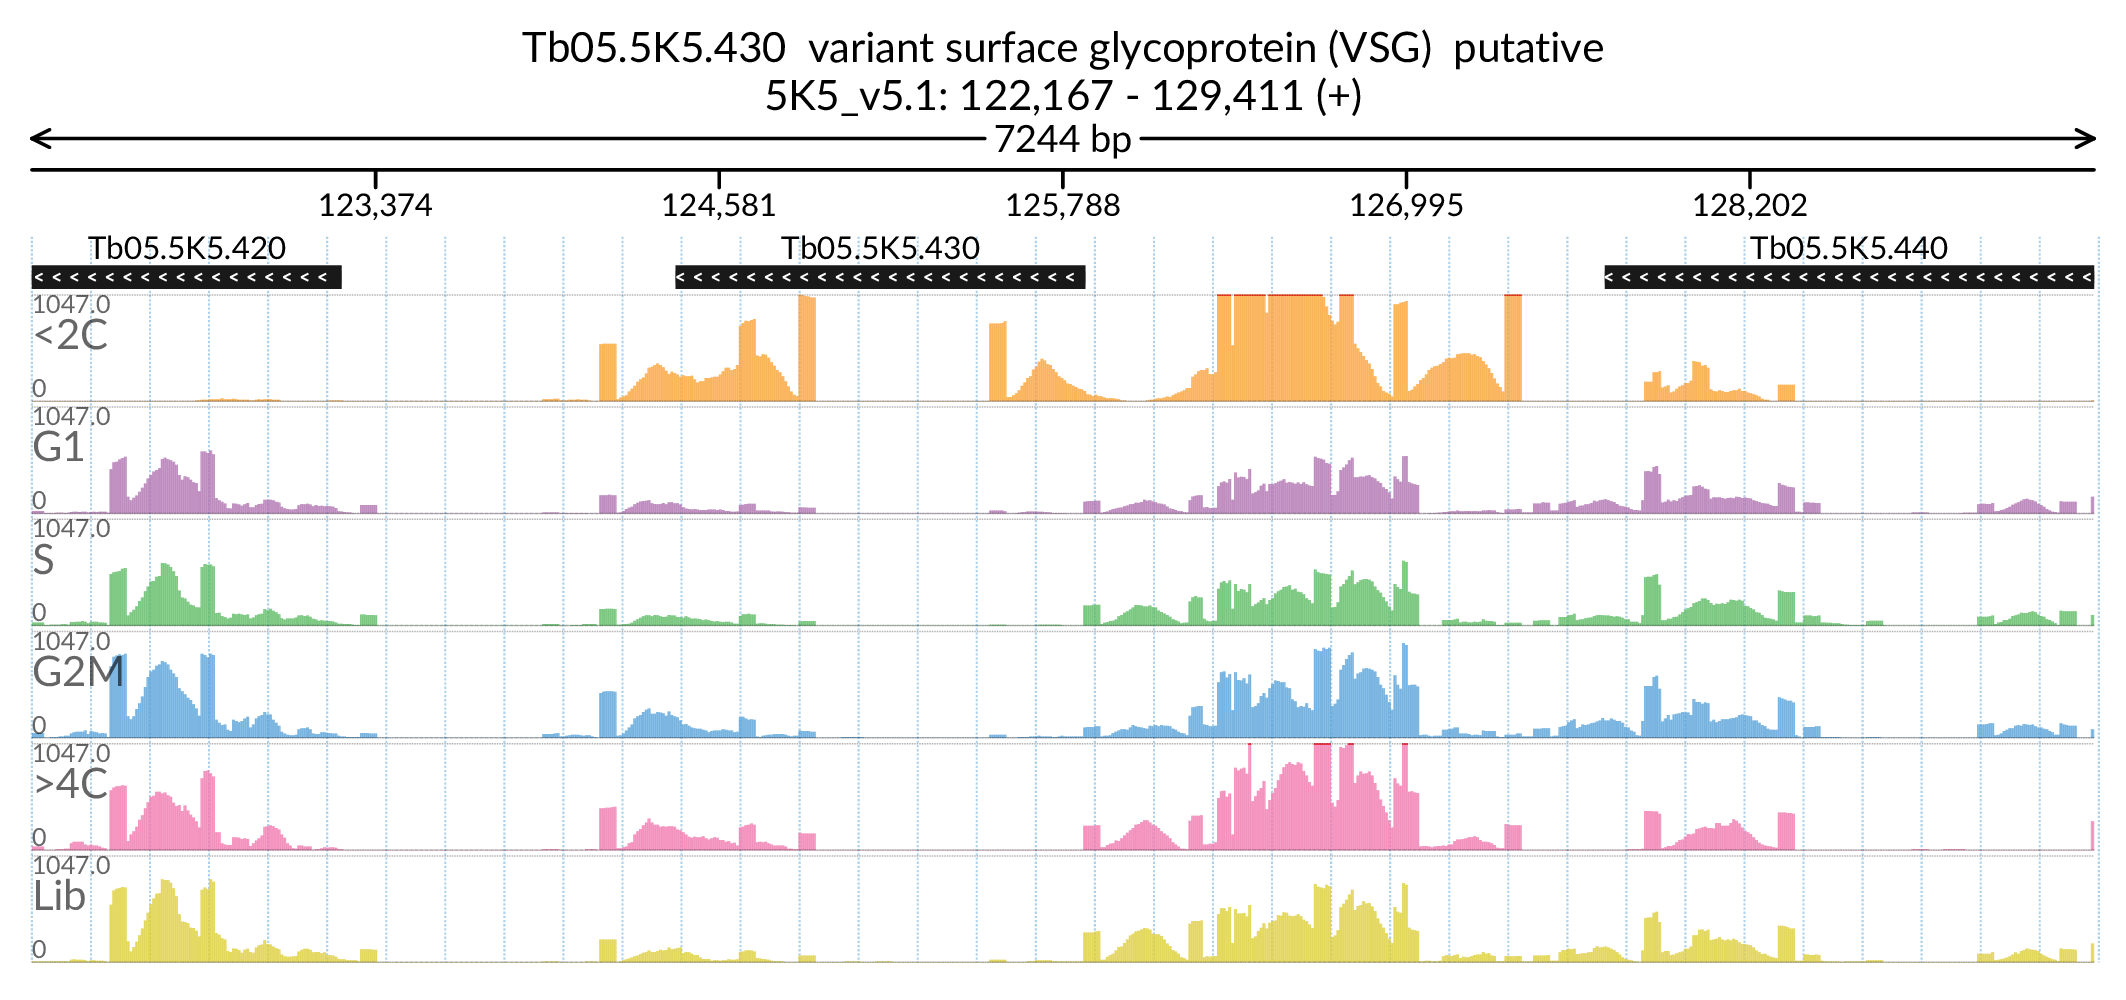 Tb05.5K5.430  variant surface glycoprotein (VSG)  putative
5K5_v5.1: 122,167 - 129,411 (+)
7244 bp
123,374 124,581 125,788 126,995 128,202
Tb05.5K5.420 Tb05.5K5.430 Tb05.5K5.440
1047.0
<2C
0
1047.0
G1
0
1047.0
S
0
1047.0
G2M
0
1047.0
>4C
0
1047.0
Lib
0